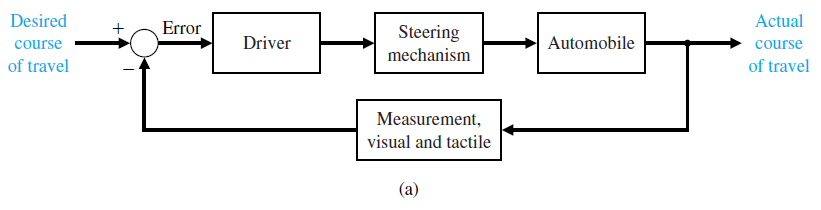 Desired
course
of travel
+
−
Error
Driver
Steering
mechanism
Automobile
Actual
course
of travel
Measurement,
visual and tactile
(a)